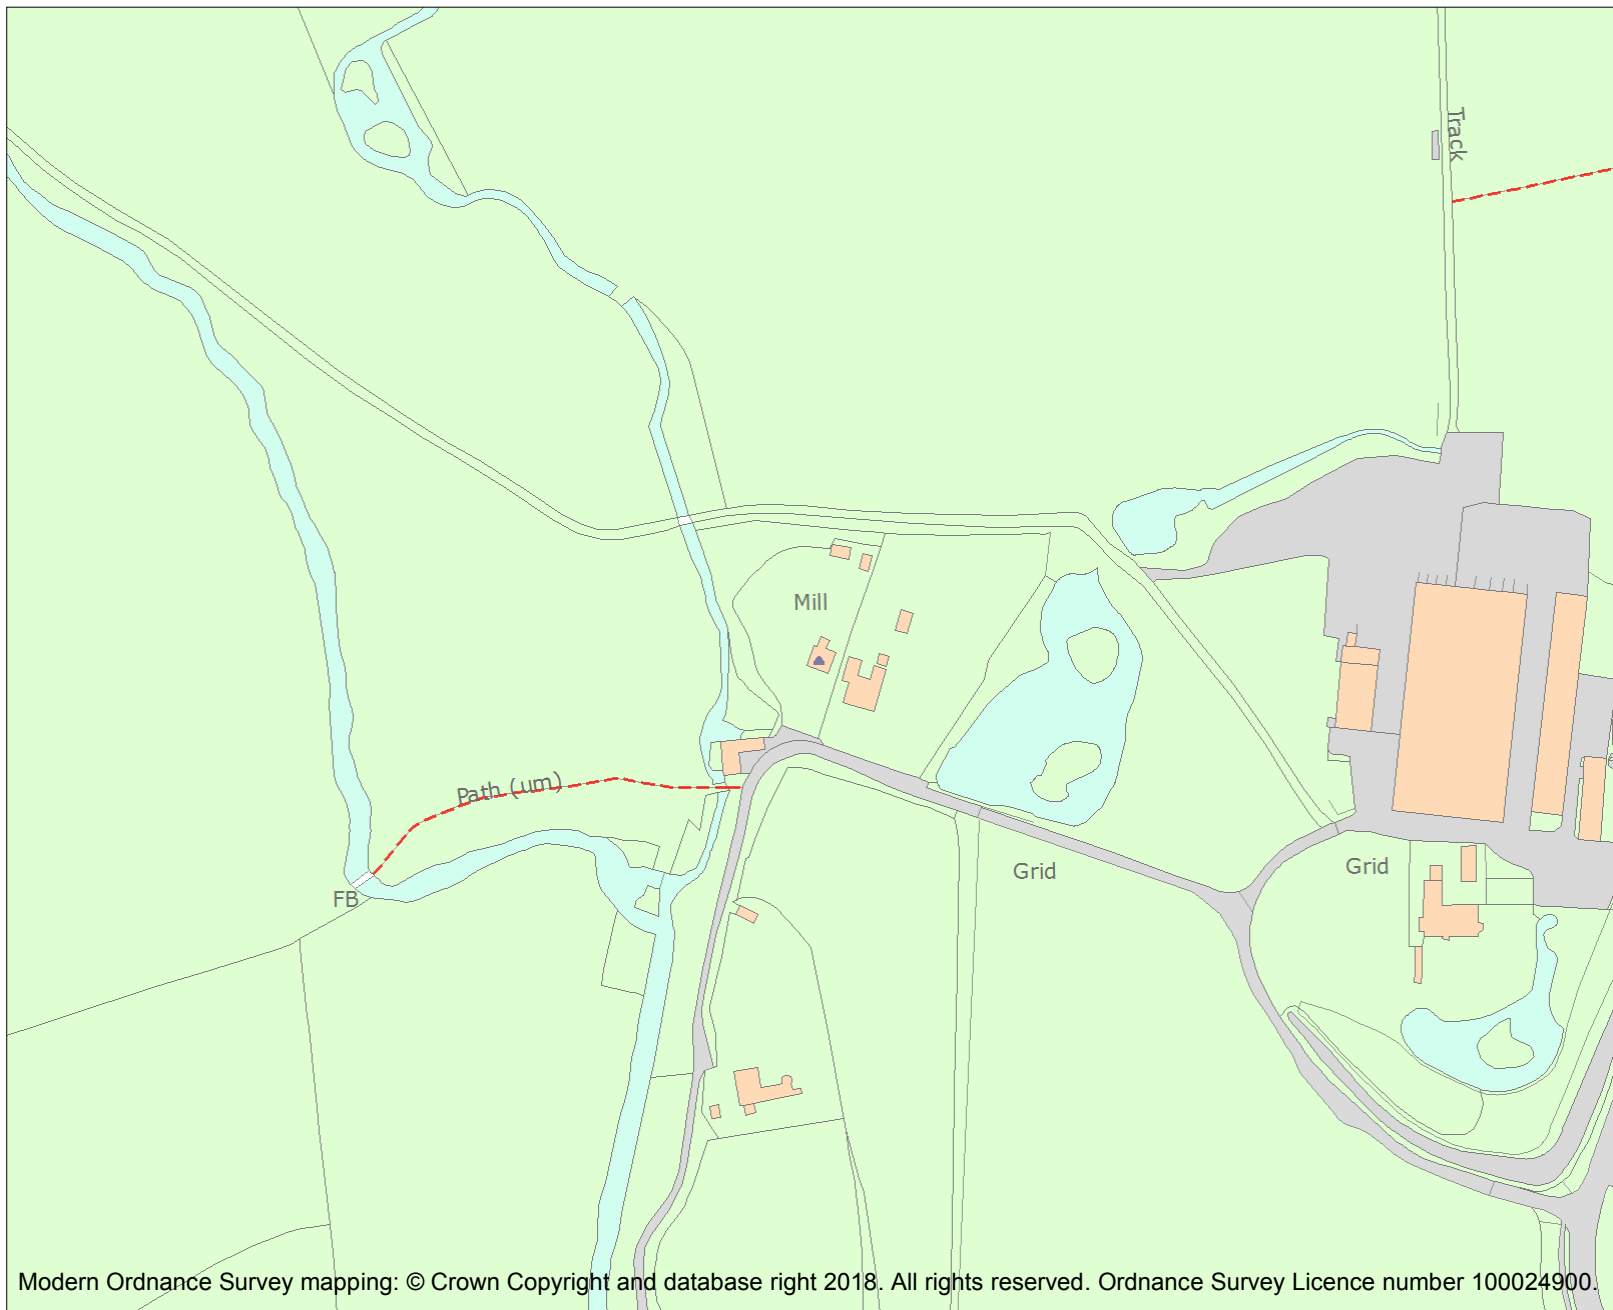 Track
Mill
Path (um)
Grid
Grid
FB
Modern Ordnance Survey mapping: © Crown Copyright and database right 2018. All rights reserved. Ordnance Survey Licence number 100024900.